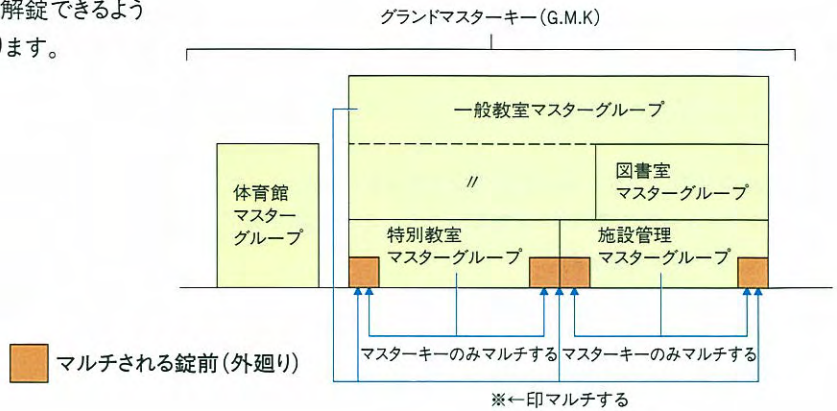 解錠できるよう
ります。
グランドマスターキー(G.M.K)
一般教室マスターグループ
〃
図書室
マスターグループ
体育館
マスター
グループ
特別教室
マスターグループ
施設管理
マスターグループ
マスターキーのみマルチする
マスターキーのみマルチする
マルチされる錠前(外廻り)
※←印マルチする